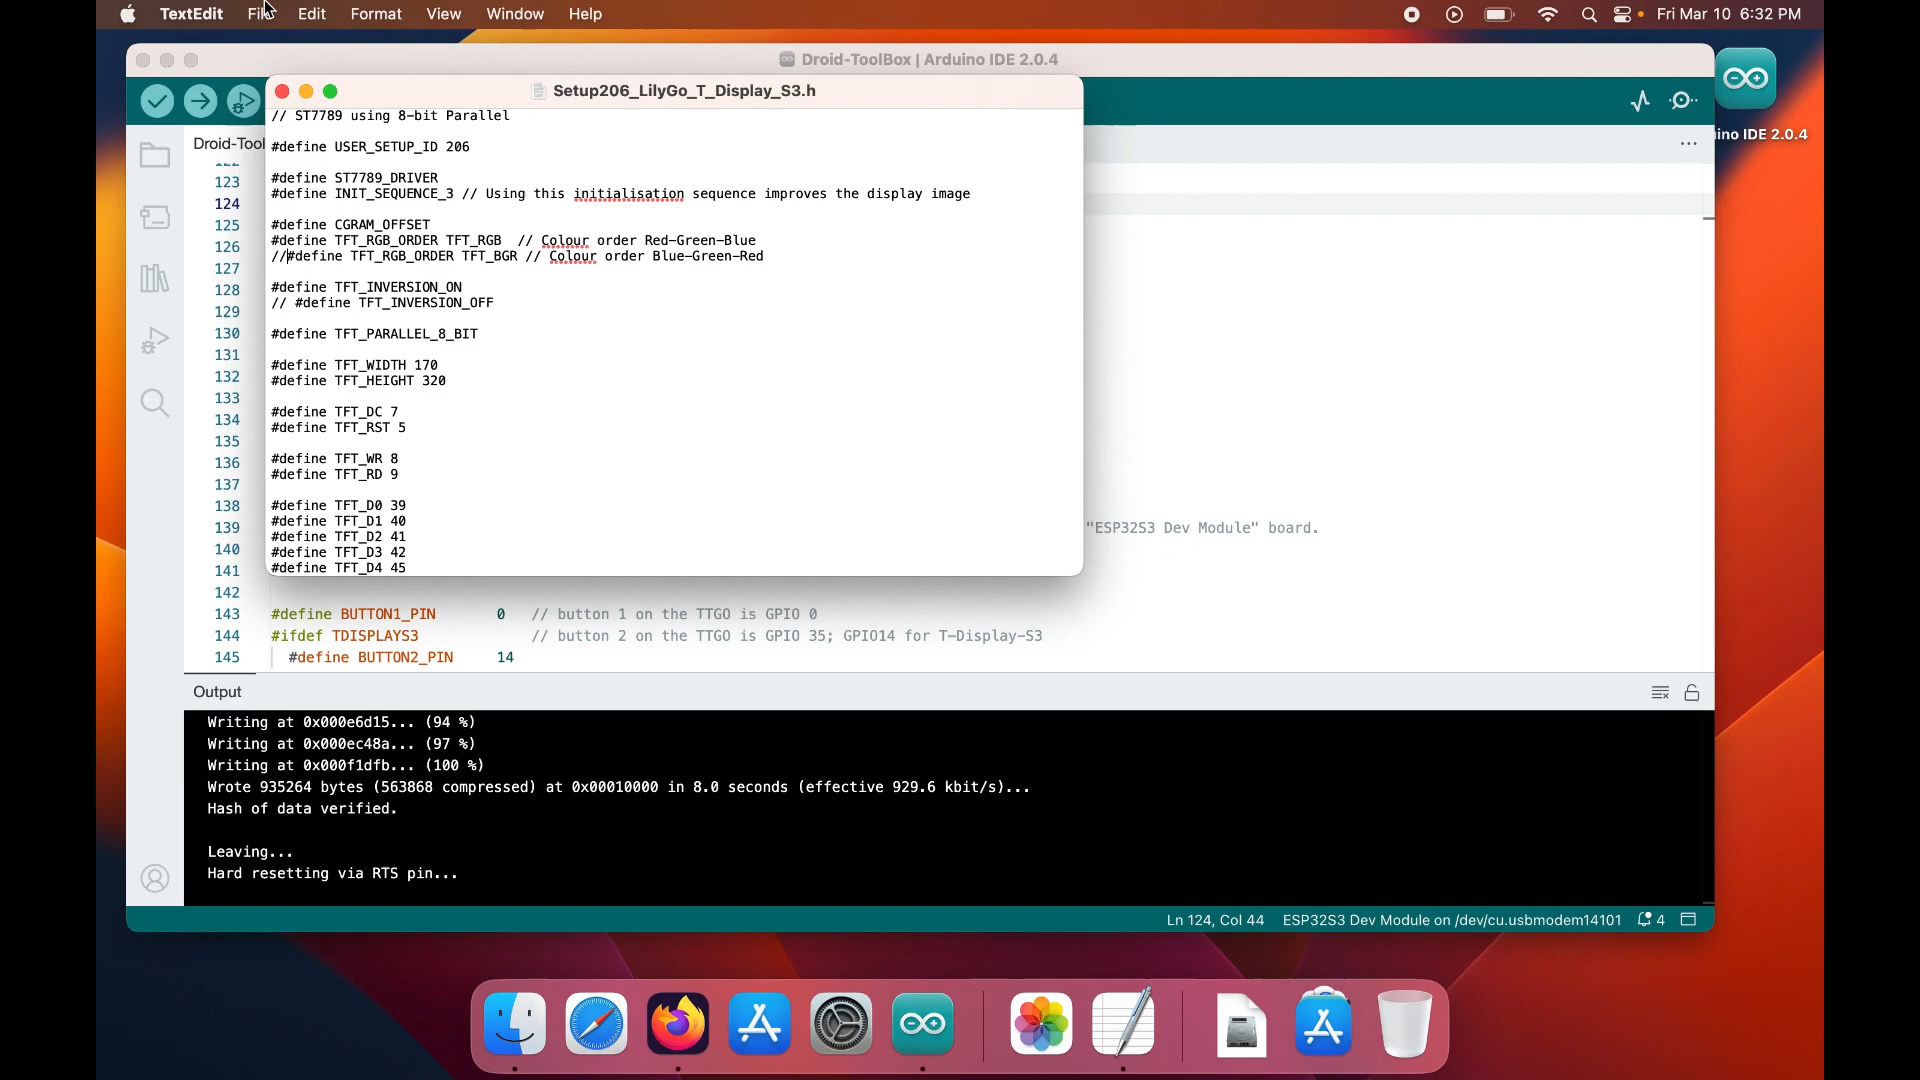 TextEdit File Edit Format View Window Help Fri Mar 10 6:32 PM
Droid-ToolBox | Arduino IDE 2.0.4
Setup206_LilyGo_T_Display_S3.h
ino IDE 2.0.4
Droid-Tool
// ST7789 using 8-bit Parallel
#define USER_SETUP_ID 206
#define ST7789_DRIVER
#define INIT_SEQUENCE_3 // Using this initialisation sequence improves the display image
#define CGRAM_OFFSET
#define TFT_RGB_ORDER TFT_RGB // Colour order Red-Green-Blue
//#define TFT_RGB_ORDER TFT_BGR // Colour order Blue-Green-Red
#define TFT_INVERSION_ON
// #define TFT_INVERSION_OFF
#define TFT_PARALLEL_8_BIT
#define TFT_WIDTH 170
#define TFT_HEIGHT 320
#define TFT_DC 7
#define TFT_RST 5
#define TFT_WR 8
#define TFT_RD 9
#define TFT_D0 39
#define TFT_D1 40
#define TFT_D2 41
#define TFT_D3 42
#define TFT_D4 45
122
123
124
125
126
127
128
129
130
131
132
133
134
135
136
137
138
139 "ESP32S3 Dev Module" board.
140
141
142
143 #define BUTTON1_PIN 0 // button 1 on the TTGO is GPIO 0
144 #ifdef TDISPLAYS3 // button 2 on the TTGO is GPIO 35; GPIO14 for T-Display-S3
145 #define BUTTON2_PIN 14
Output
Writing at 0x000e6d15... (94 %)
Writing at 0x000ec48a... (97 %)
Writing at 0x000f1dfb... (100 %)
Wrote 935264 bytes (563868 compressed) at 0x00010000 in 8.0 seconds (effective 929.6 kbit/s)...
Hash of data verified.
Leaving...
Hard resetting via RTS pin...
Ln 124, Col 44 ESP32S3 Dev Module on /dev/cu.usbmodem14101 4